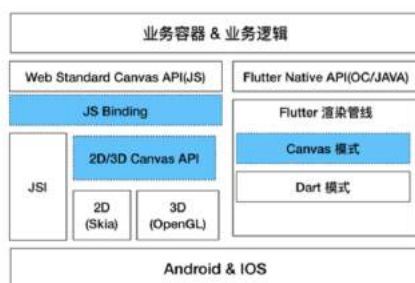 业务容器 & 业务逻辑
Web Standard Canvas API(JS)
Flutter Native API(OC/JAVA)
JS Binding
Flutter 渲染管线
JSI
2D/3D Canvas API
Canvas 模式
2D
(Skia)
3D
(OpenGL)
Dart 模式
Android & IOS